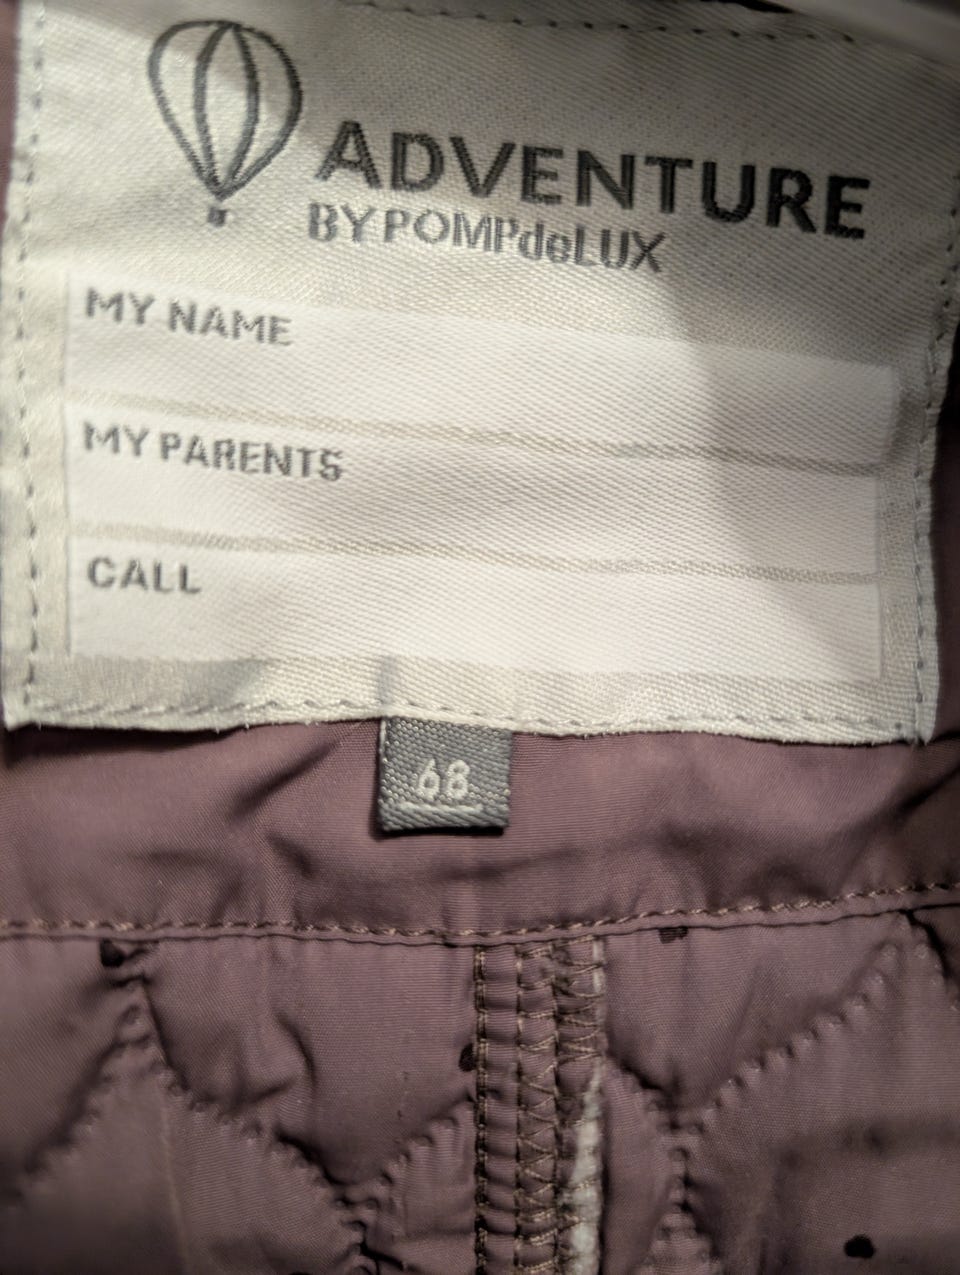 ADVENTURE
BY POMPdeLUX
MY NAME
MY PARENTS
CALL
68